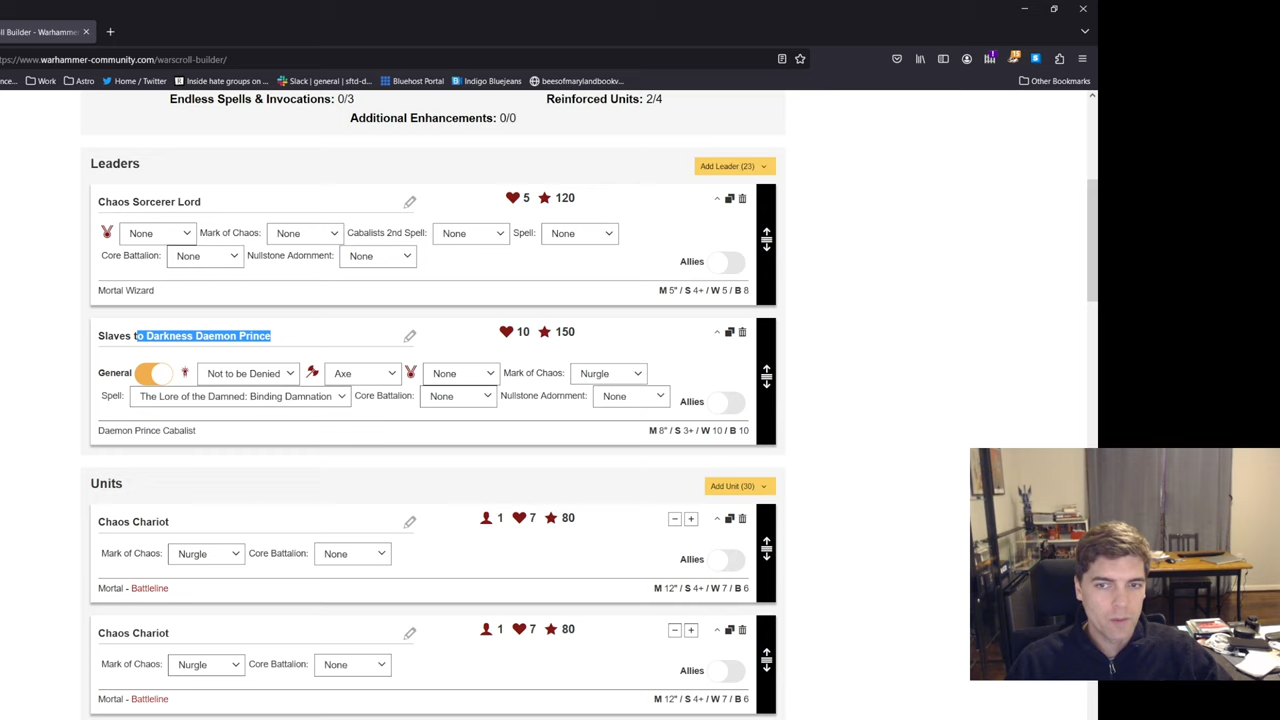 ll Builder - Warhamme
ttps://www.warhammer-community.com/warscroll-builder/
nce... Work Astro Home / Twitter Inside hate groups on ... Slack | general | sftd-d... Bluehost Portal Indigo Bluejeans beesofmarylandbookv... Other Bookmarks
Endless Spells & Invocations: 0/3 Reinforced Units: 2/4
Additional Enhancements: 0/0
Leaders Add Leader (23)
Chaos Sorcerer Lord 5 120
None Mark of Chaos: None Cabalists 2nd Spell: None Spell: None
Core Battalion: None Nullstone Adornment: None Allies
Mortal Wizard M 5" / S 4+ / W 5 / B 8
Slaves to Darkness Daemon Prince 10 150
General Not to be Denied Axe None Mark of Chaos: Nurgle
Spell: The Lore of the Damned: Binding Damnation Core Battalion: None Nullstone Adornment: None Allies
Daemon Prince Cabalist M 8" / S 3+ / W 10 / B 10
Units Add Unit (30)
Chaos Chariot 1 7 80
Mark of Chaos: Nurgle Core Battalion: None Allies
Mortal - Battleline M 12" / S 4+ / W 7 / B 6
Chaos Chariot 1 7 80
Mark of Chaos: Nurgle Core Battalion: None Allies
Mortal - Battleline M 12" / S 4+ / W 7 / B 6